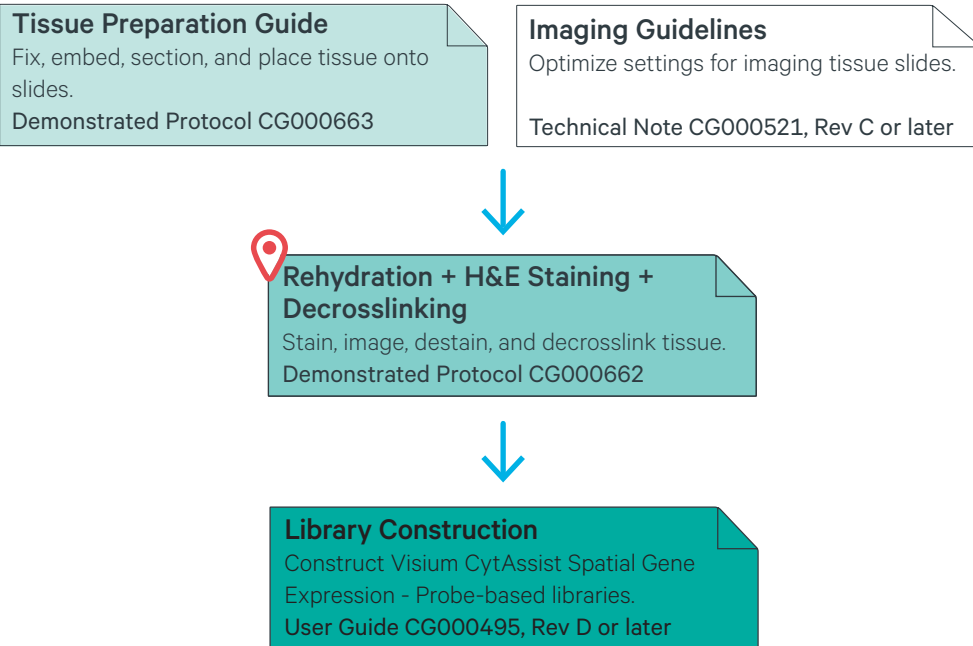 Tissue Preparation Guide
Fix, embed, section, and place tissue onto
slides.
Demonstrated Protocol CG000663
Imaging Guidelines
Optimize settings for imaging tissue slides.
Technical Note CG000521, Rev C or later
Rehydration + H&E Staining +
Decrosslinking
Stain, image, destain, and decrosslink tissue.
Demonstrated Protocol CG000662
Library Construction
Construct Visium CytAssist Spatial Gene
Expression - Probe-based libraries.
User Guide CG000495, Rev D or later